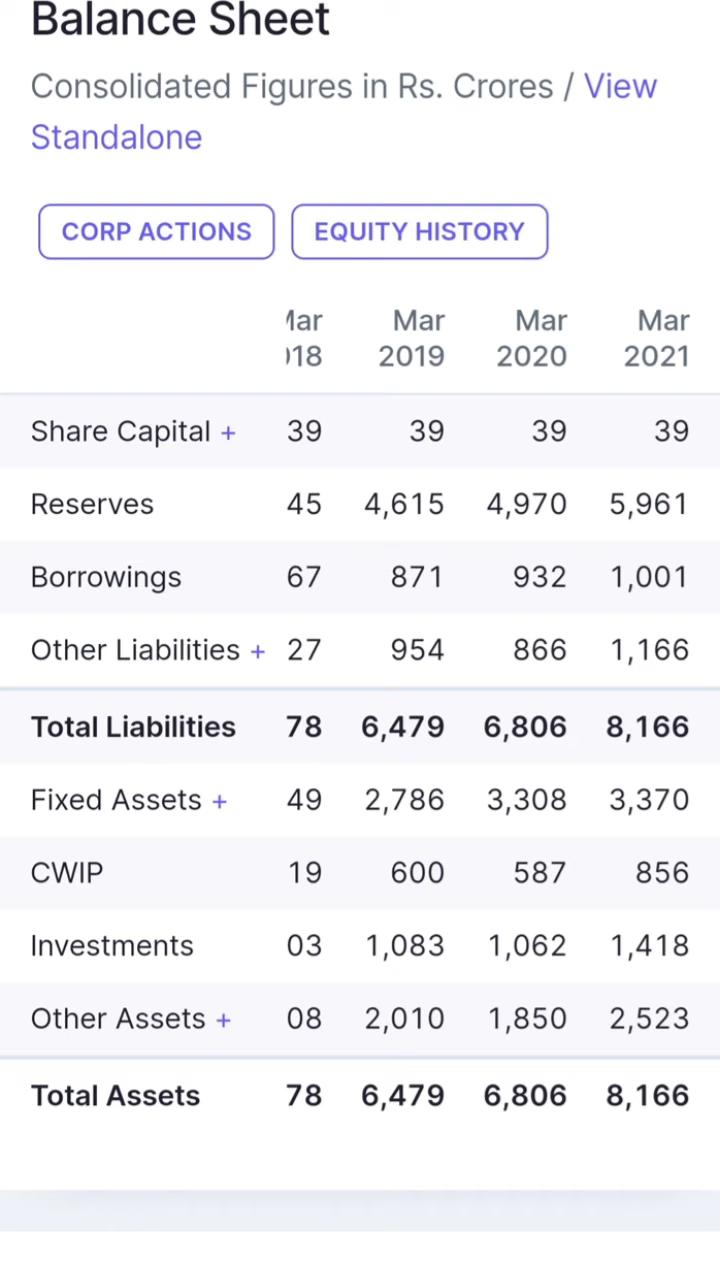 Balance Sheet
Consolidated Figures in Rs. Crores / View
Standalone
CORP ACTIONS EQUITY HISTORY
Mar Mar Mar
2019 2020 2021
Share Capital + 39 39 39 39
Reserves 45 4,615 4,970 5,961
Borrowings 67 871 932 1,001
Other Liabilities + 27 954 866 1,166
Total Liabilities 78 6,479 6,806 8,166
Fixed Assets + 49 2,786 3,308 3,370
CWIP 19 600 587 856
Investments 03 1,083 1,062 1,418
Other Assets + 08 2,010 1,850 2,523
Total Assets 78 6,479 6,806 8,166